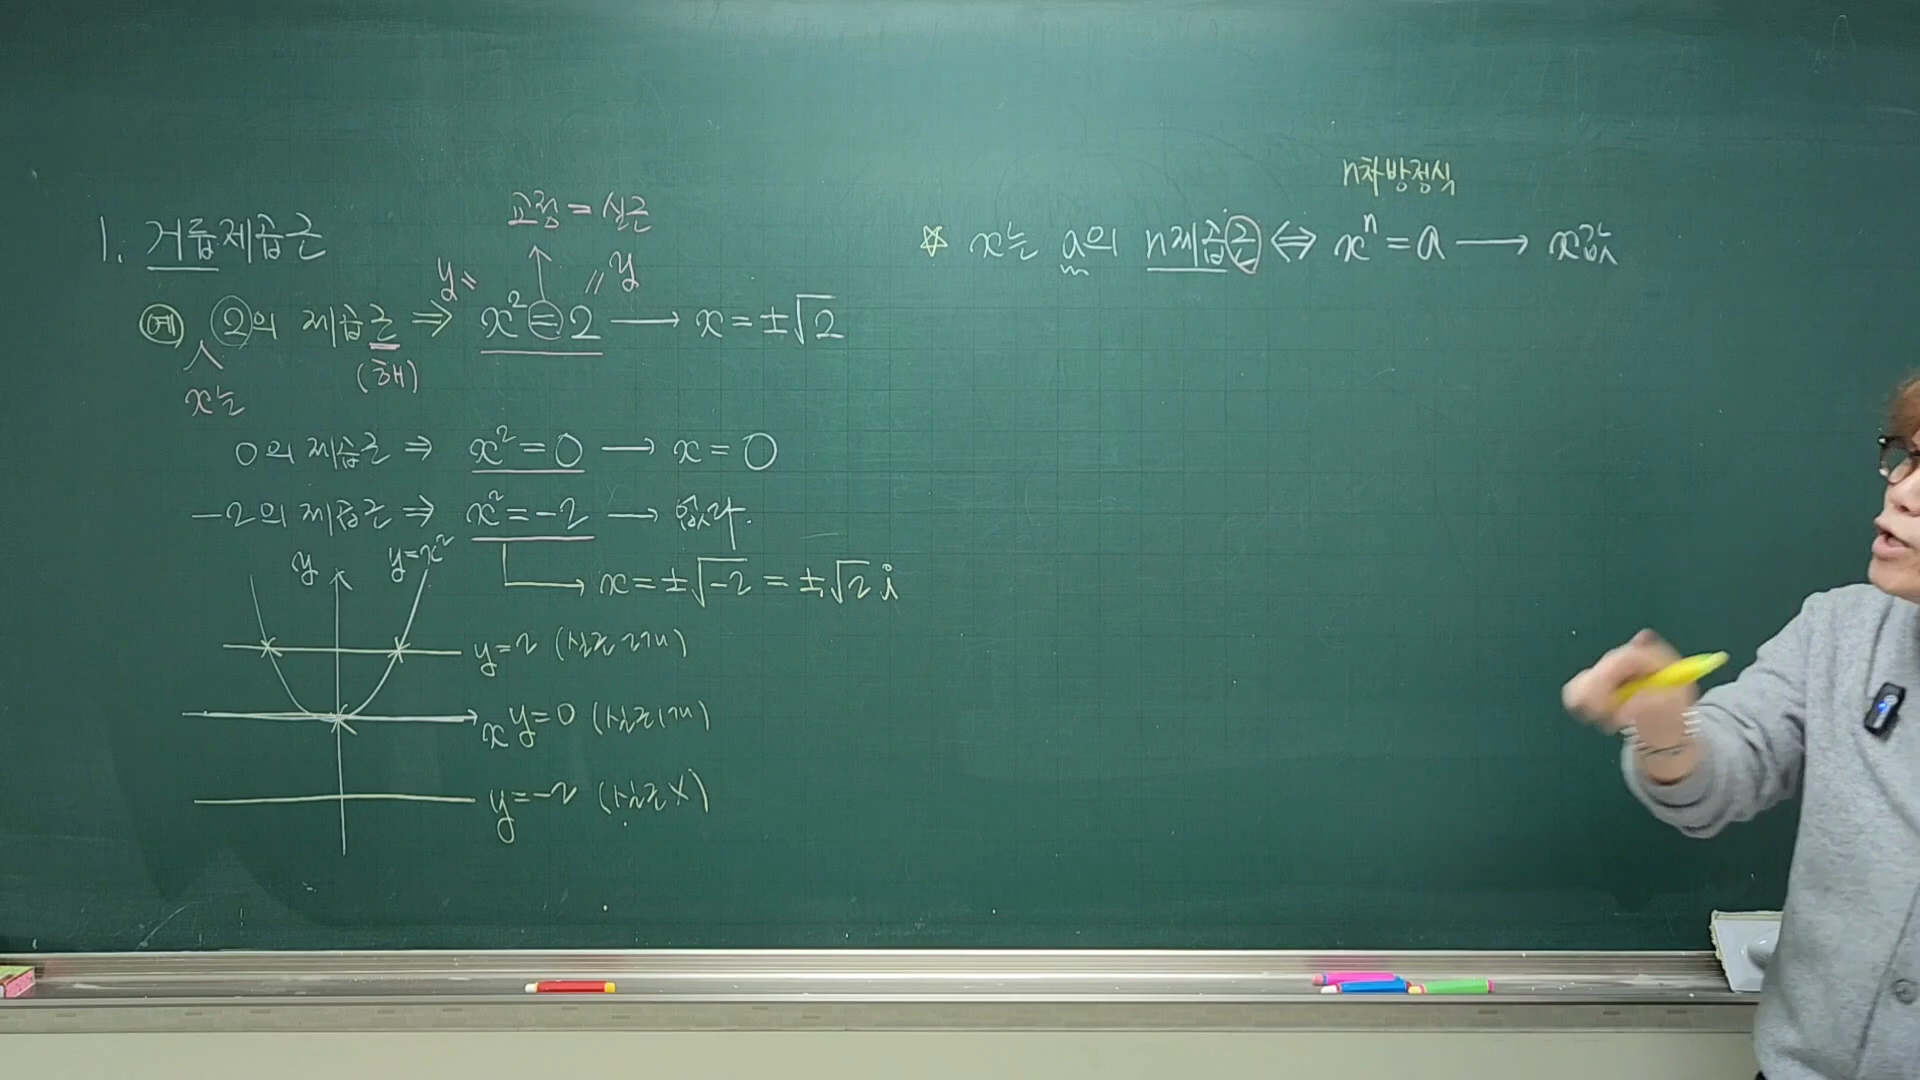 1. 거듭제곱근
교점 = 실근
y=
// y
예 2의 제곱근 ⇒ x² = 2 → x = ±√2
(해)
x는
0의 제곱근 ⇒ x² = 0 → x = 0
-2의 제곱근 ⇒ x² = -2 → 없다.
x = ±√-2 = ±√2 i
y y=x²
y=2 (실근 2개)
x y=0 (실근 1개)
y=-2 (실근 X)
n차방정식
☆ x는 a의 n제곱근 ⇔ xⁿ = a → x값